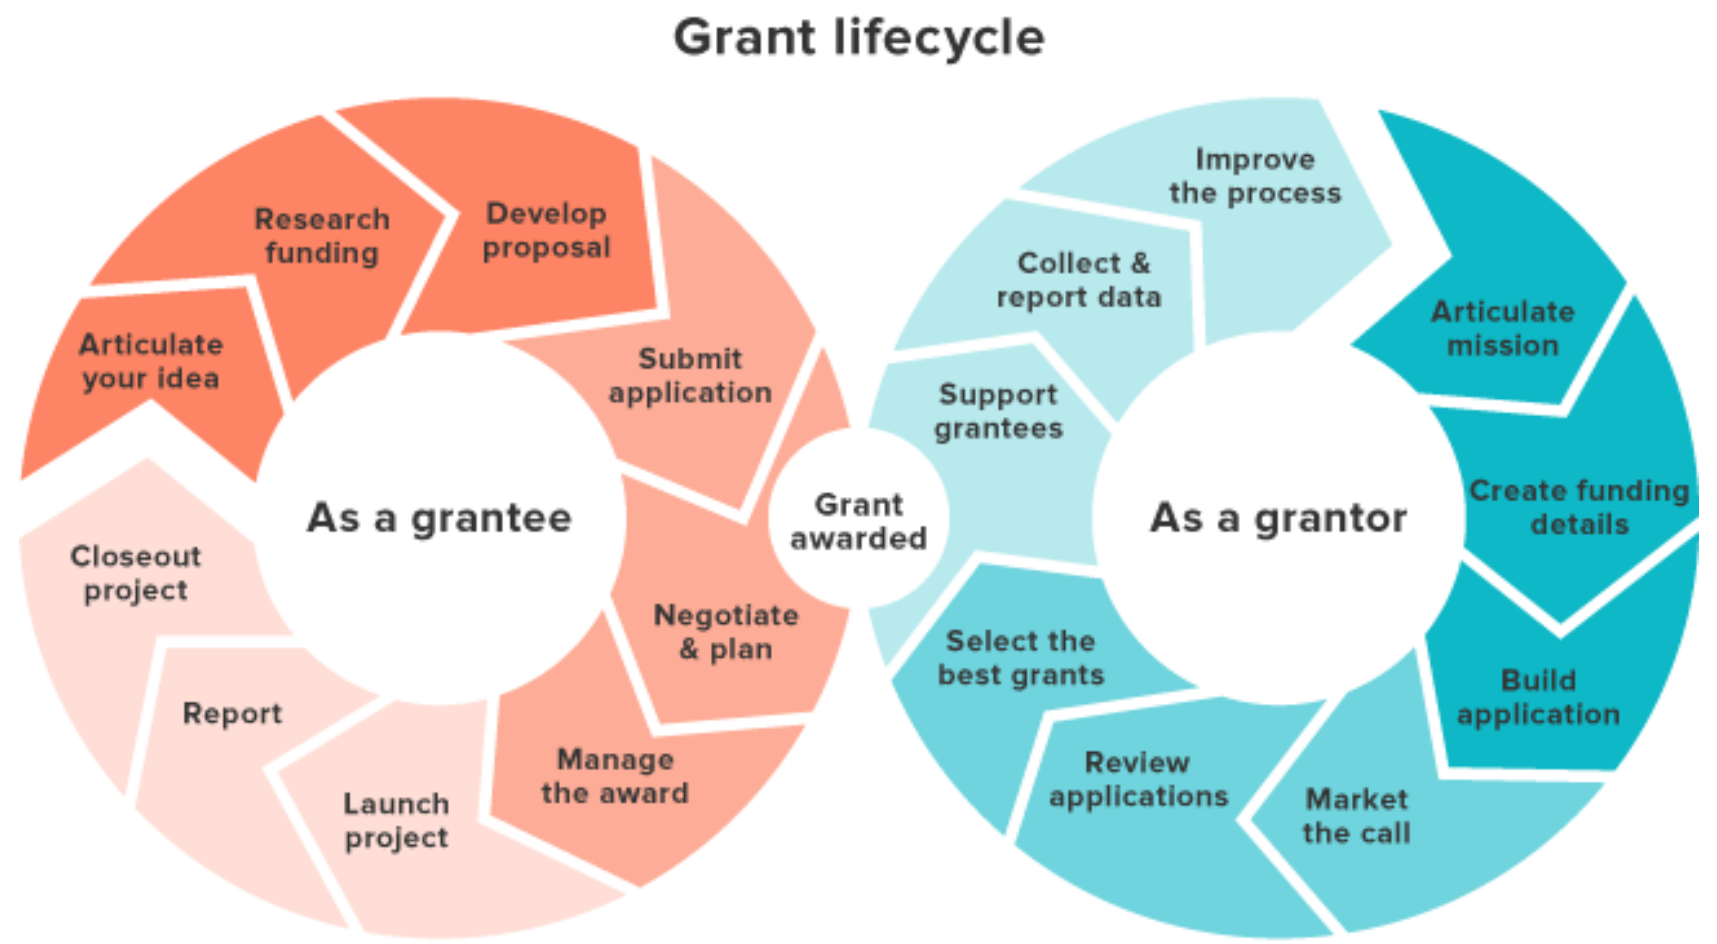 Grant lifecycle
Articulate
your idea
Research
funding
Develop
proposal
Submit
application
Negotiate
& plan
Manage
the award
Launch
project
Report
Closeout
project
As a grantee
Grant
awarded
As a grantor
Articulate
mission
Create funding
details
Build
application
Market
the call
Review
applications
Select the
best grants
Support
grantees
Collect &
report data
Improve
the process